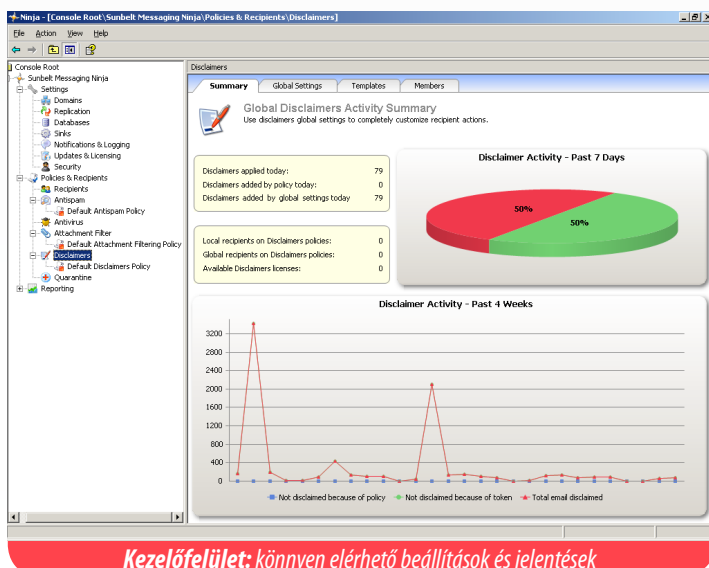 Ninja - [Console Root\Sunbelt Messaging Ninja\Policies & Recipients\Disclaimers]
File Action View Help
Console Root
Sunbelt Messaging Ninja
Settings
Domains
Replication
Databases
Sinks
Notifications & Logging
Updates & Licensing
Security
Policies & Recipients
Recipients
Antispam
Default Antispam Policy
Antivirus
Attachment Filter
Default Attachment Filtering Policy
Disclaimers
Default Disclaimers Policy
Quarantine
Reporting
Disclaimers
Summary Global Settings Templates Members
Global Disclaimers Activity Summary
Use disclaimers global settings to completely customize recipient actions.
Disclaimers applied today: 79
Disclaimers added by policy today: 0
Disclaimers added by global settings today 79
Local recipients on Disclaimers policies: 0
Global recipients on Disclaimers policies: 0
Available Disclaimers licenses: 0
Disclaimer Activity - Past 7 Days
50%
50%
Disclaimer Activity - Past 4 Weeks
3200
2800
2400
2000
1600
1200
800
400
0
Not disclaimed because of policy Not disclaimed because of token Total email disclaimed
Kezelőfelület: könnyen elérhető beállítások és jelentések